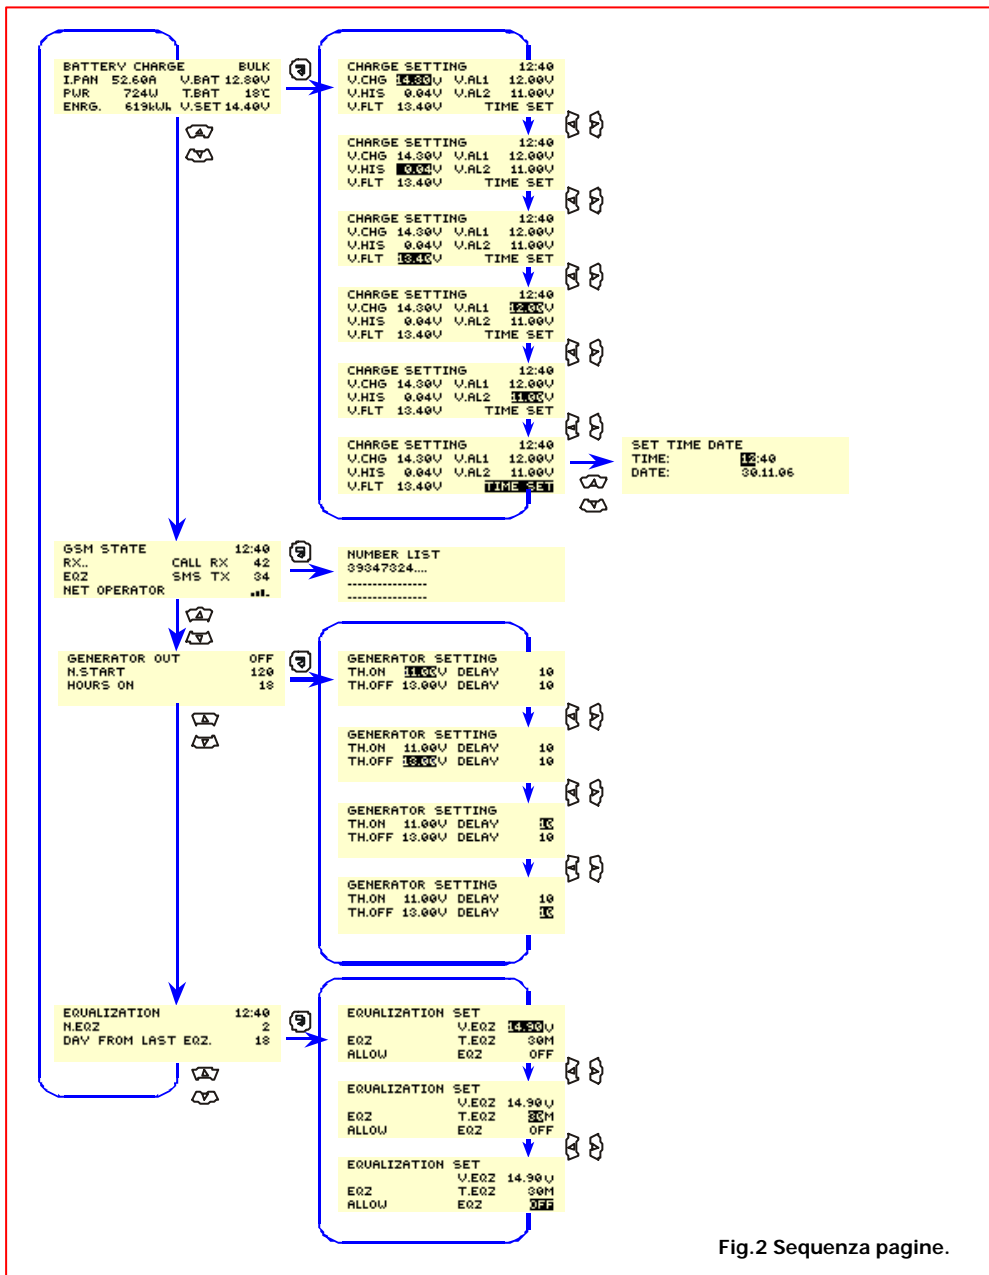 BATTERY CHARGE BULK
I.PAN 52.60A V.BAT 12.80V
PWR 724W T.BAT 18℃
ENRG. 619kWh V.SET 14.40V
CHARGE SETTING 12:40
V.CHG 14.30V V.AL1 12.00V
V.HIS 0.04V V.AL2 11.00V
V.FLT 13.40V TIME SET
CHARGE SETTING 12:40
V.CHG 14.30V V.AL1 12.00V
V.HIS 0.04V V.AL2 11.00V
V.FLT 13.40V TIME SET
CHARGE SETTING 12:40
V.CHG 14.30V V.AL1 12.00V
V.HIS 0.04V V.AL2 11.00V
V.FLT 13.40V TIME SET
CHARGE SETTING 12:40
V.CHG 14.30V V.AL1 12.00V
V.HIS 0.04V V.AL2 11.00V
V.FLT 13.40V TIME SET
CHARGE SETTING 12:40
V.CHG 14.30V V.AL1 12.00V
V.HIS 0.04V V.AL2 11.00V
V.FLT 13.40V TIME SET
CHARGE SETTING 12:40
V.CHG 14.30V V.AL1 12.00V
V.HIS 0.04V V.AL2 11.00V
V.FLT 13.40V TIME SET
SET TIME DATE
TIME: 12:40
DATE: 30.11.06
GSM STATE 12:40
RX.. CALL RX 42
EQZ SMS TX 34
NET OPERATOR
NUMBER LIST
39347324....
----------------
----------------
GENERATOR OUT OFF
N.START 120
HOURS ON 18
GENERATOR SETTING
TH.ON 11.00V DELAY 10
TH.OFF 13.00V DELAY 10
GENERATOR SETTING
TH.ON 11.00V DELAY 10
TH.OFF 13.00V DELAY 10
GENERATOR SETTING
TH.ON 11.00V DELAY 10
TH.OFF 13.00V DELAY 10
GENERATOR SETTING
TH.ON 11.00V DELAY 10
TH.OFF 13.00V DELAY 10
EQUALIZATION 12:40
N.EQZ 2
DAY FROM LAST EQZ. 18
EQUALIZATION SET
V.EQZ 14.90V
EQZ T.EQZ 30M
ALLOW EQZ OFF
EQUALIZATION SET
V.EQZ 14.90V
EQZ T.EQZ 30M
ALLOW EQZ OFF
EQUALIZATION SET
V.EQZ 14.90V
EQZ T.EQZ 30M
ALLOW EQZ OFF
Fig.2 Sequenza pagine.